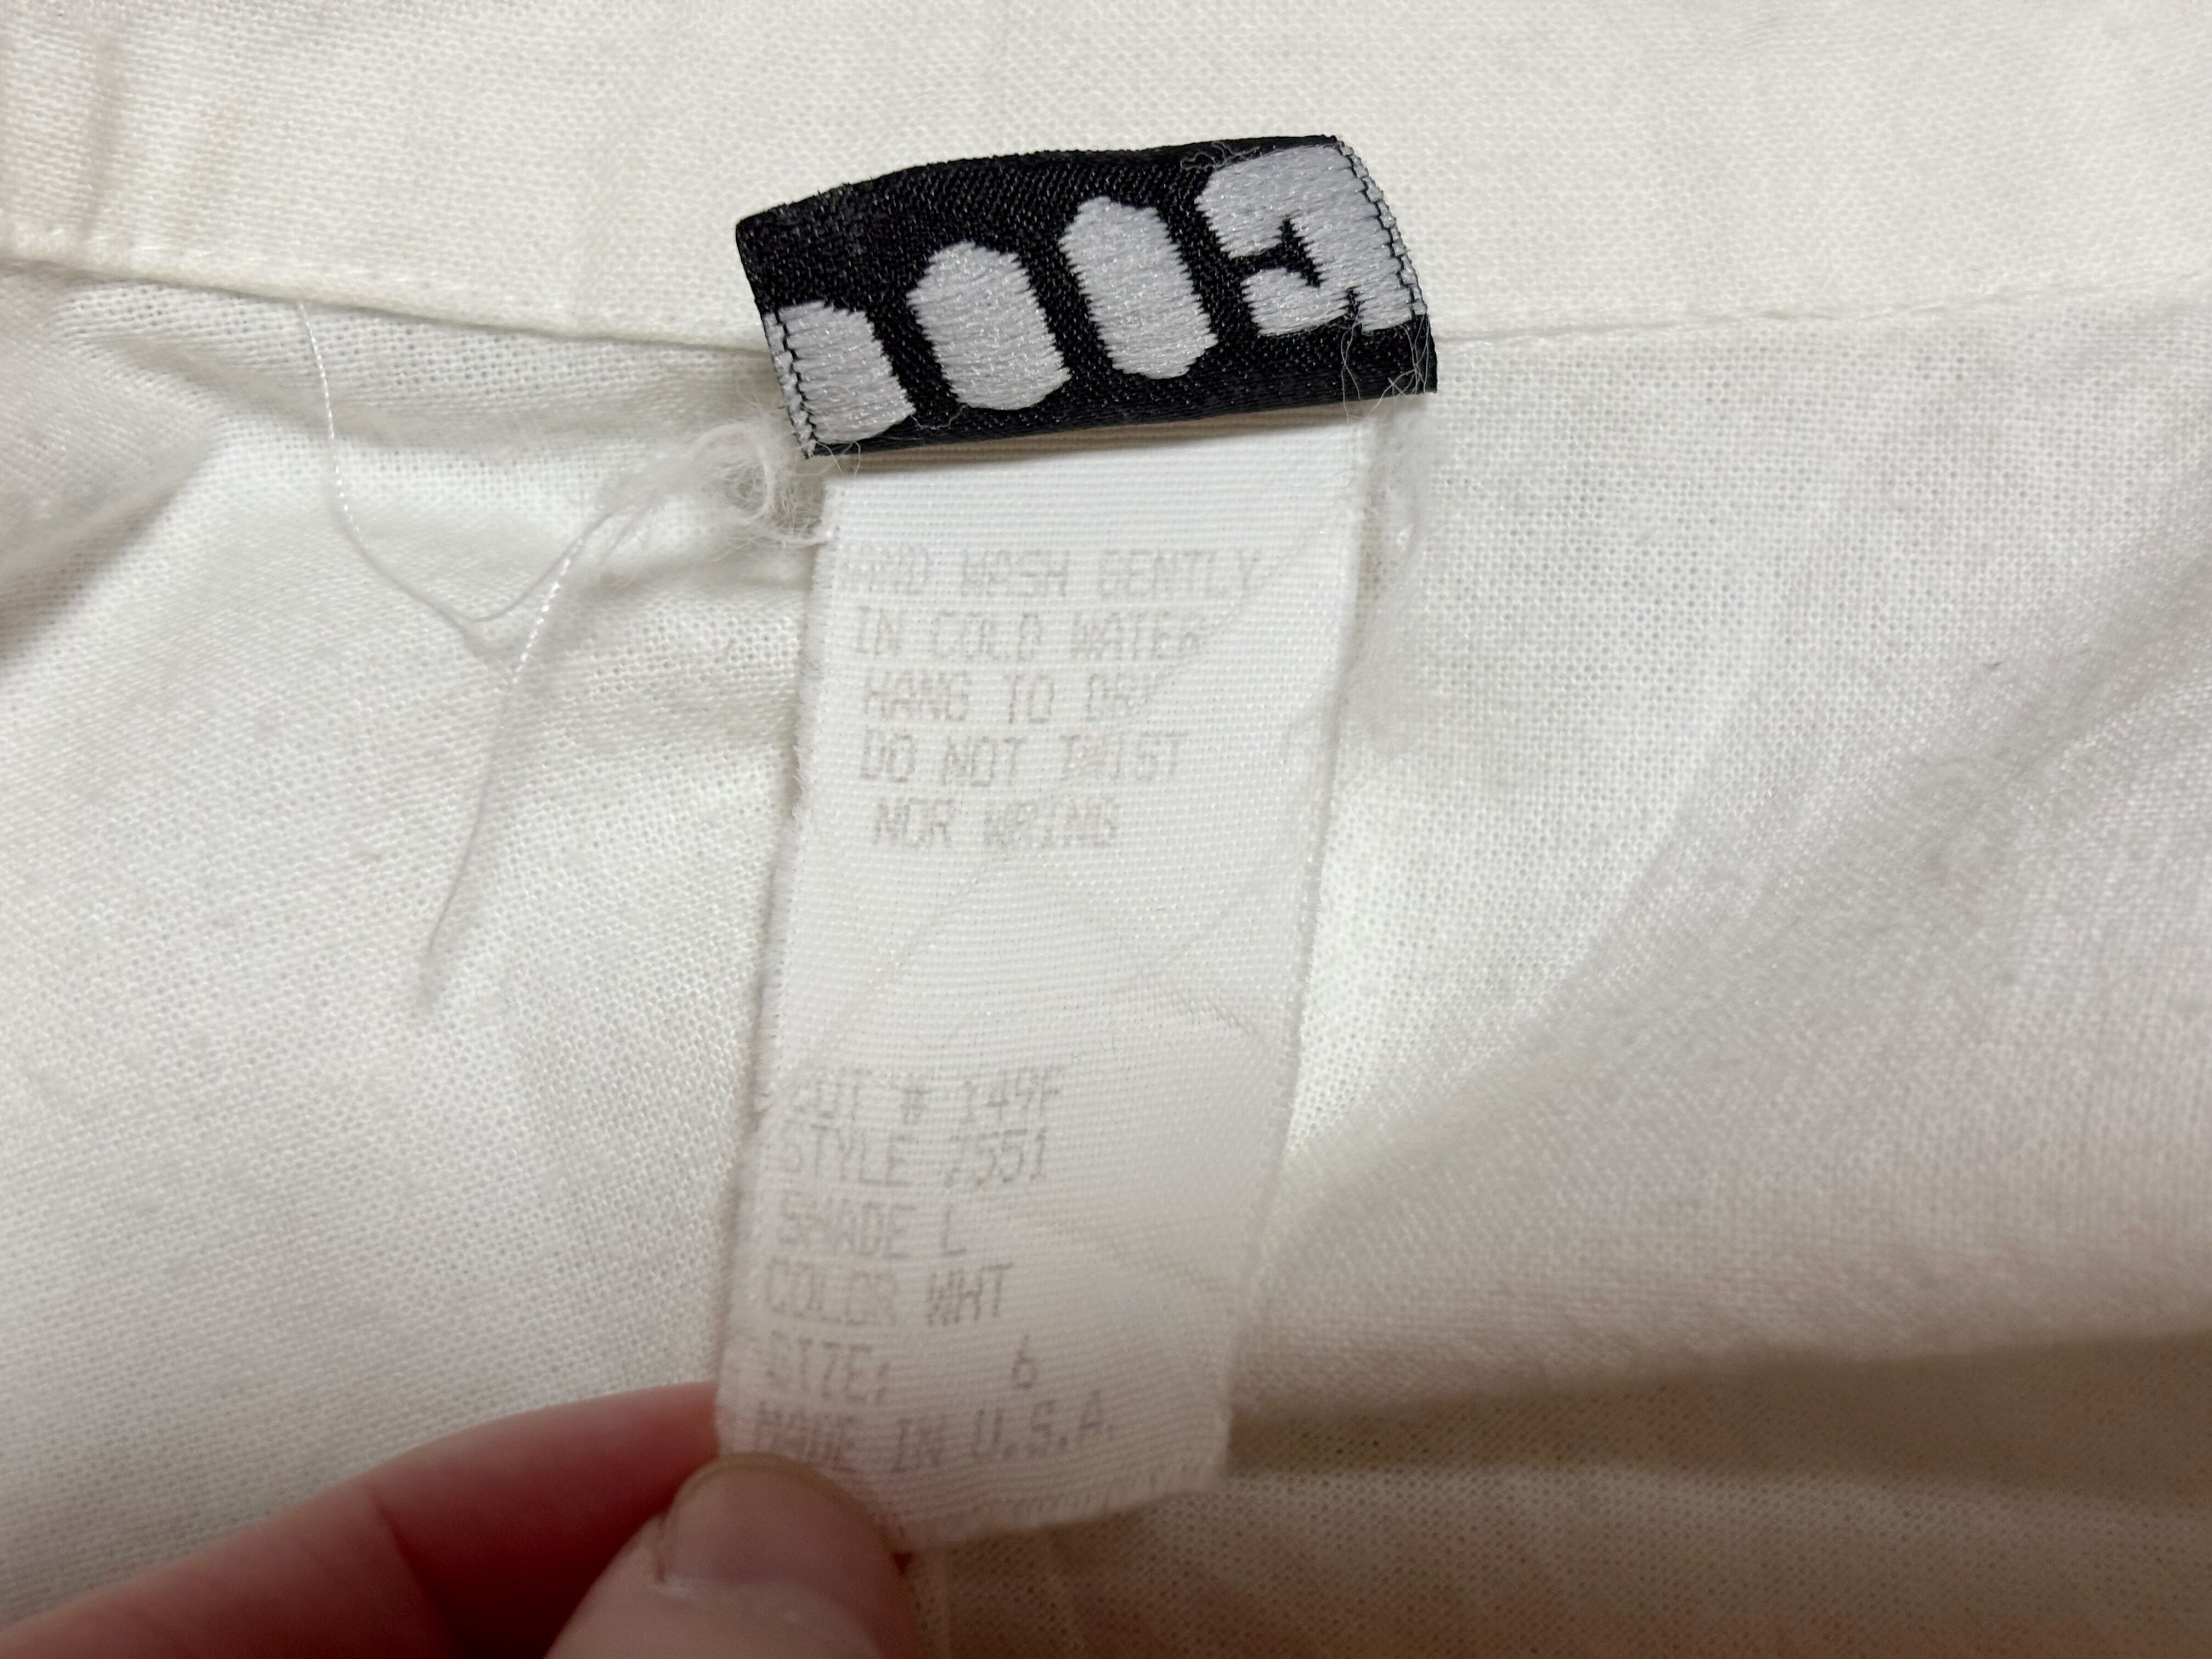 HAND WASH GENTLY
IN COLD WATER
HANG TO DRY
DO NOT TWIST
NOR WRING
CUT # 149F
STYLE
SHADE L
COLOR WHT
SIZE: 6
MADE IN U.S.A.